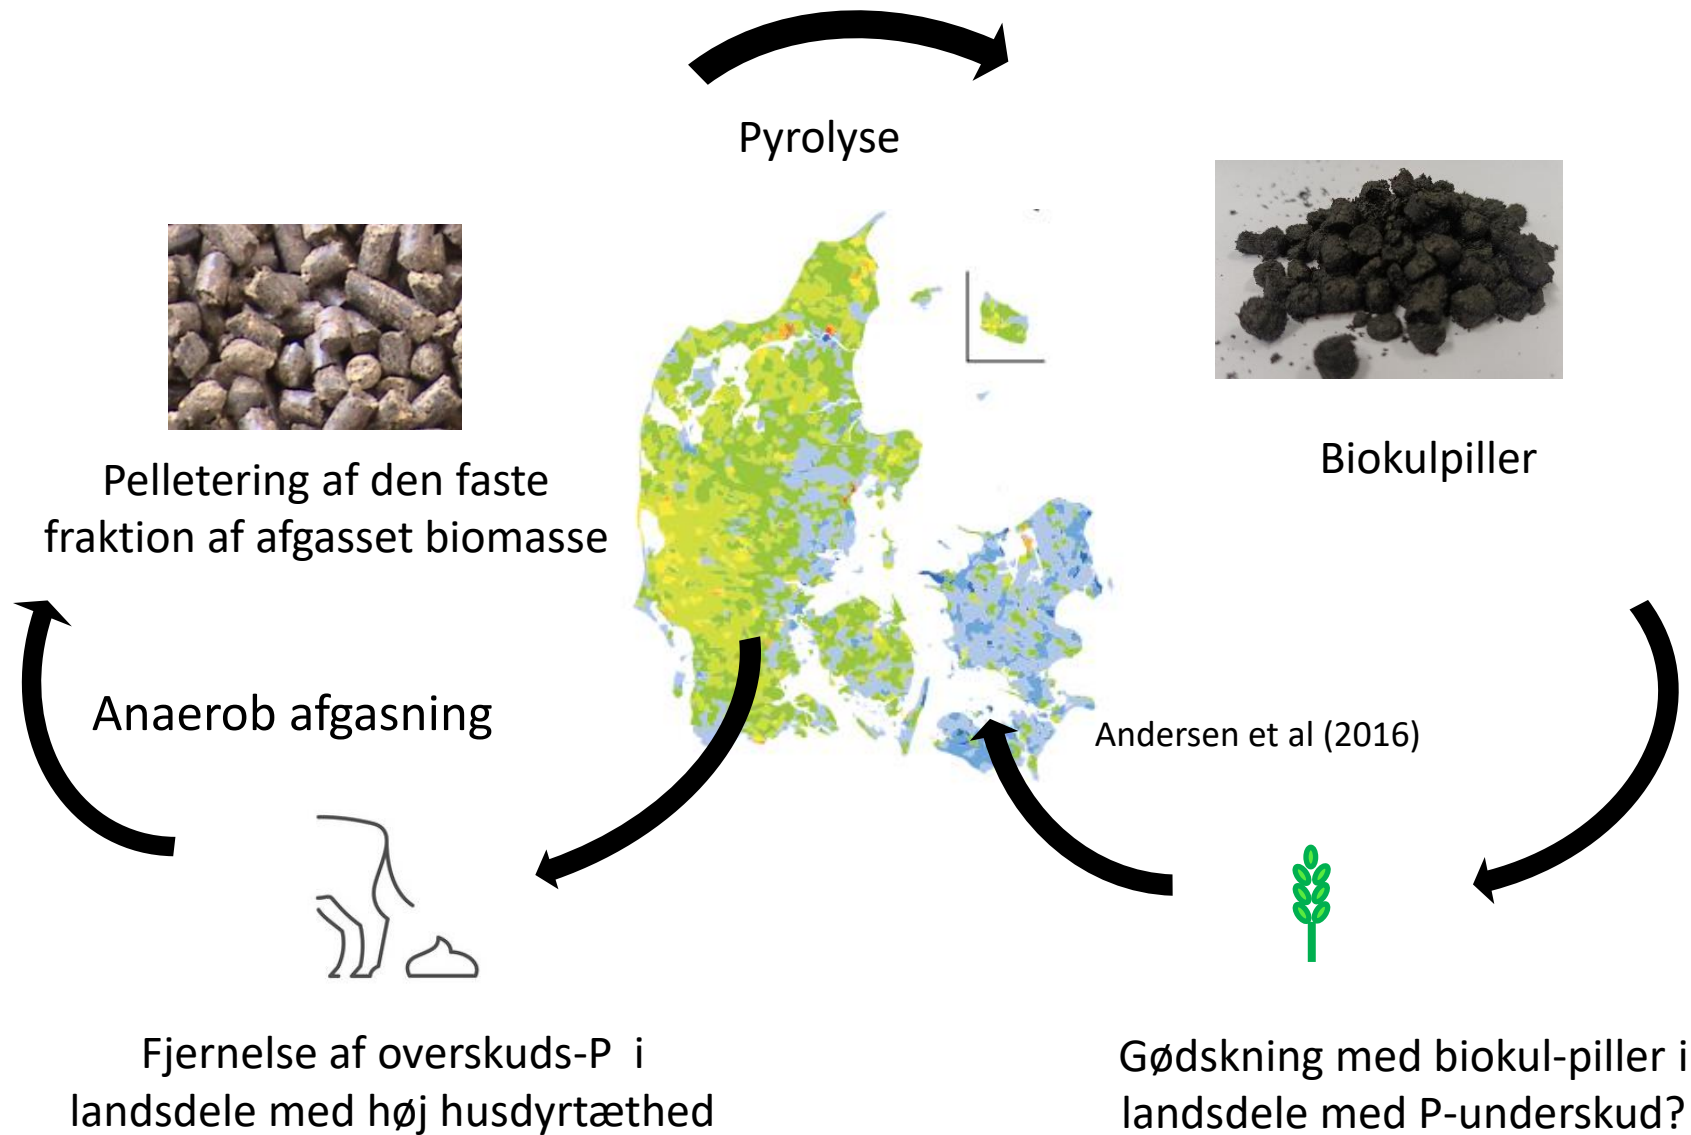 Pyrolyse
Pelletering af den faste
fraktion af afgasset biomasse
Biokulpiller
Anaerob afgasning
Andersen et al (2016)
Fjernelse af overskuds-P i
landsdele med høj husdyrtæthed
Gødskning med biokul-piller i
landsdele med P-underskud?